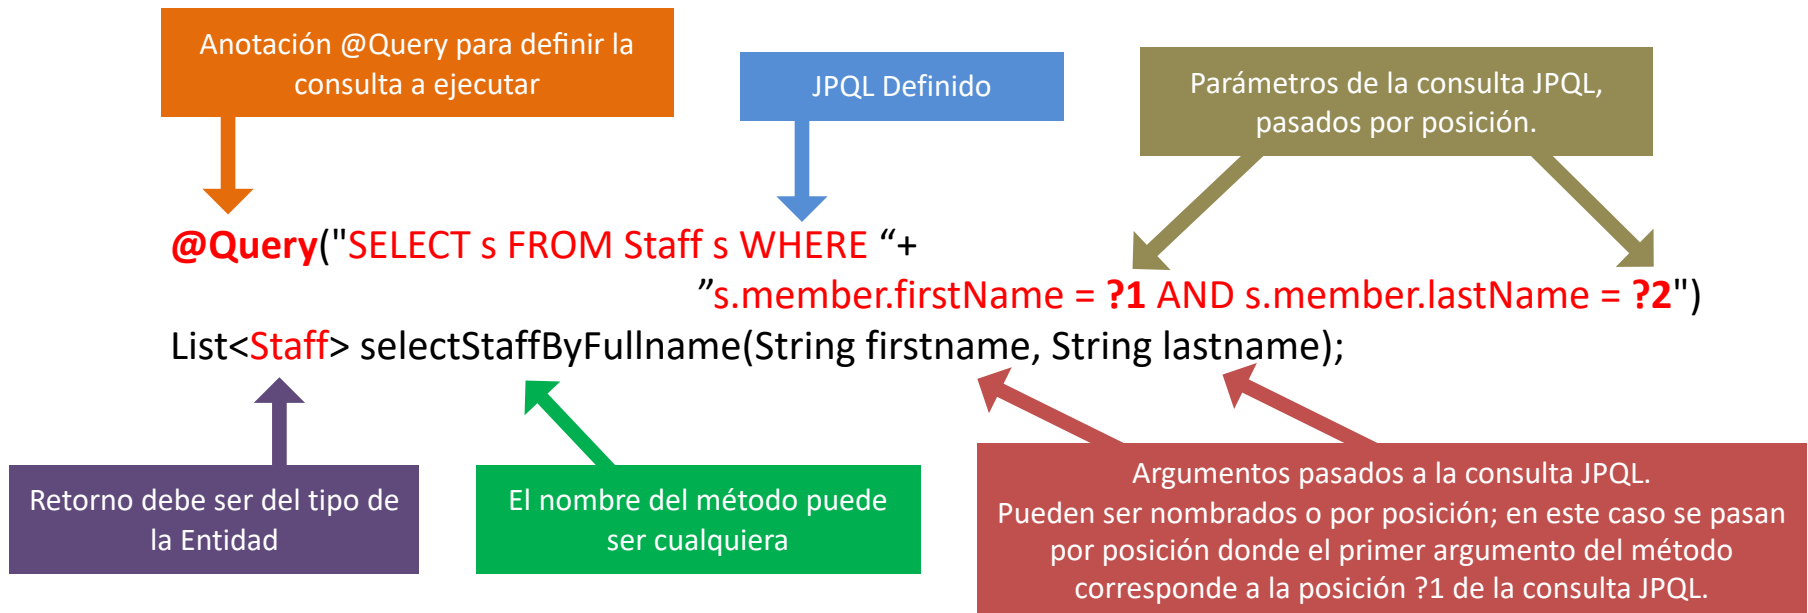 Anotación @Query para definir la
consulta a ejecutar
JPQL Definido
Parámetros de la consulta JPQL,
pasados por posición.
@Query("SELECT s FROM Staff s WHERE “+
”s.member.firstName = ?1 AND s.member.lastName = ?2")
List<Staff> selectStaffByFullname(String firstname, String lastname);
Retorno debe ser del tipo de
la Entidad
El nombre del método puede
ser cualquiera
Argumentos pasados a la consulta JPQL.
Pueden ser nombrados o por posición; en este caso se pasan
por posición donde el primer argumento del método
corresponde a la posición ?1 de la consulta JPQL.